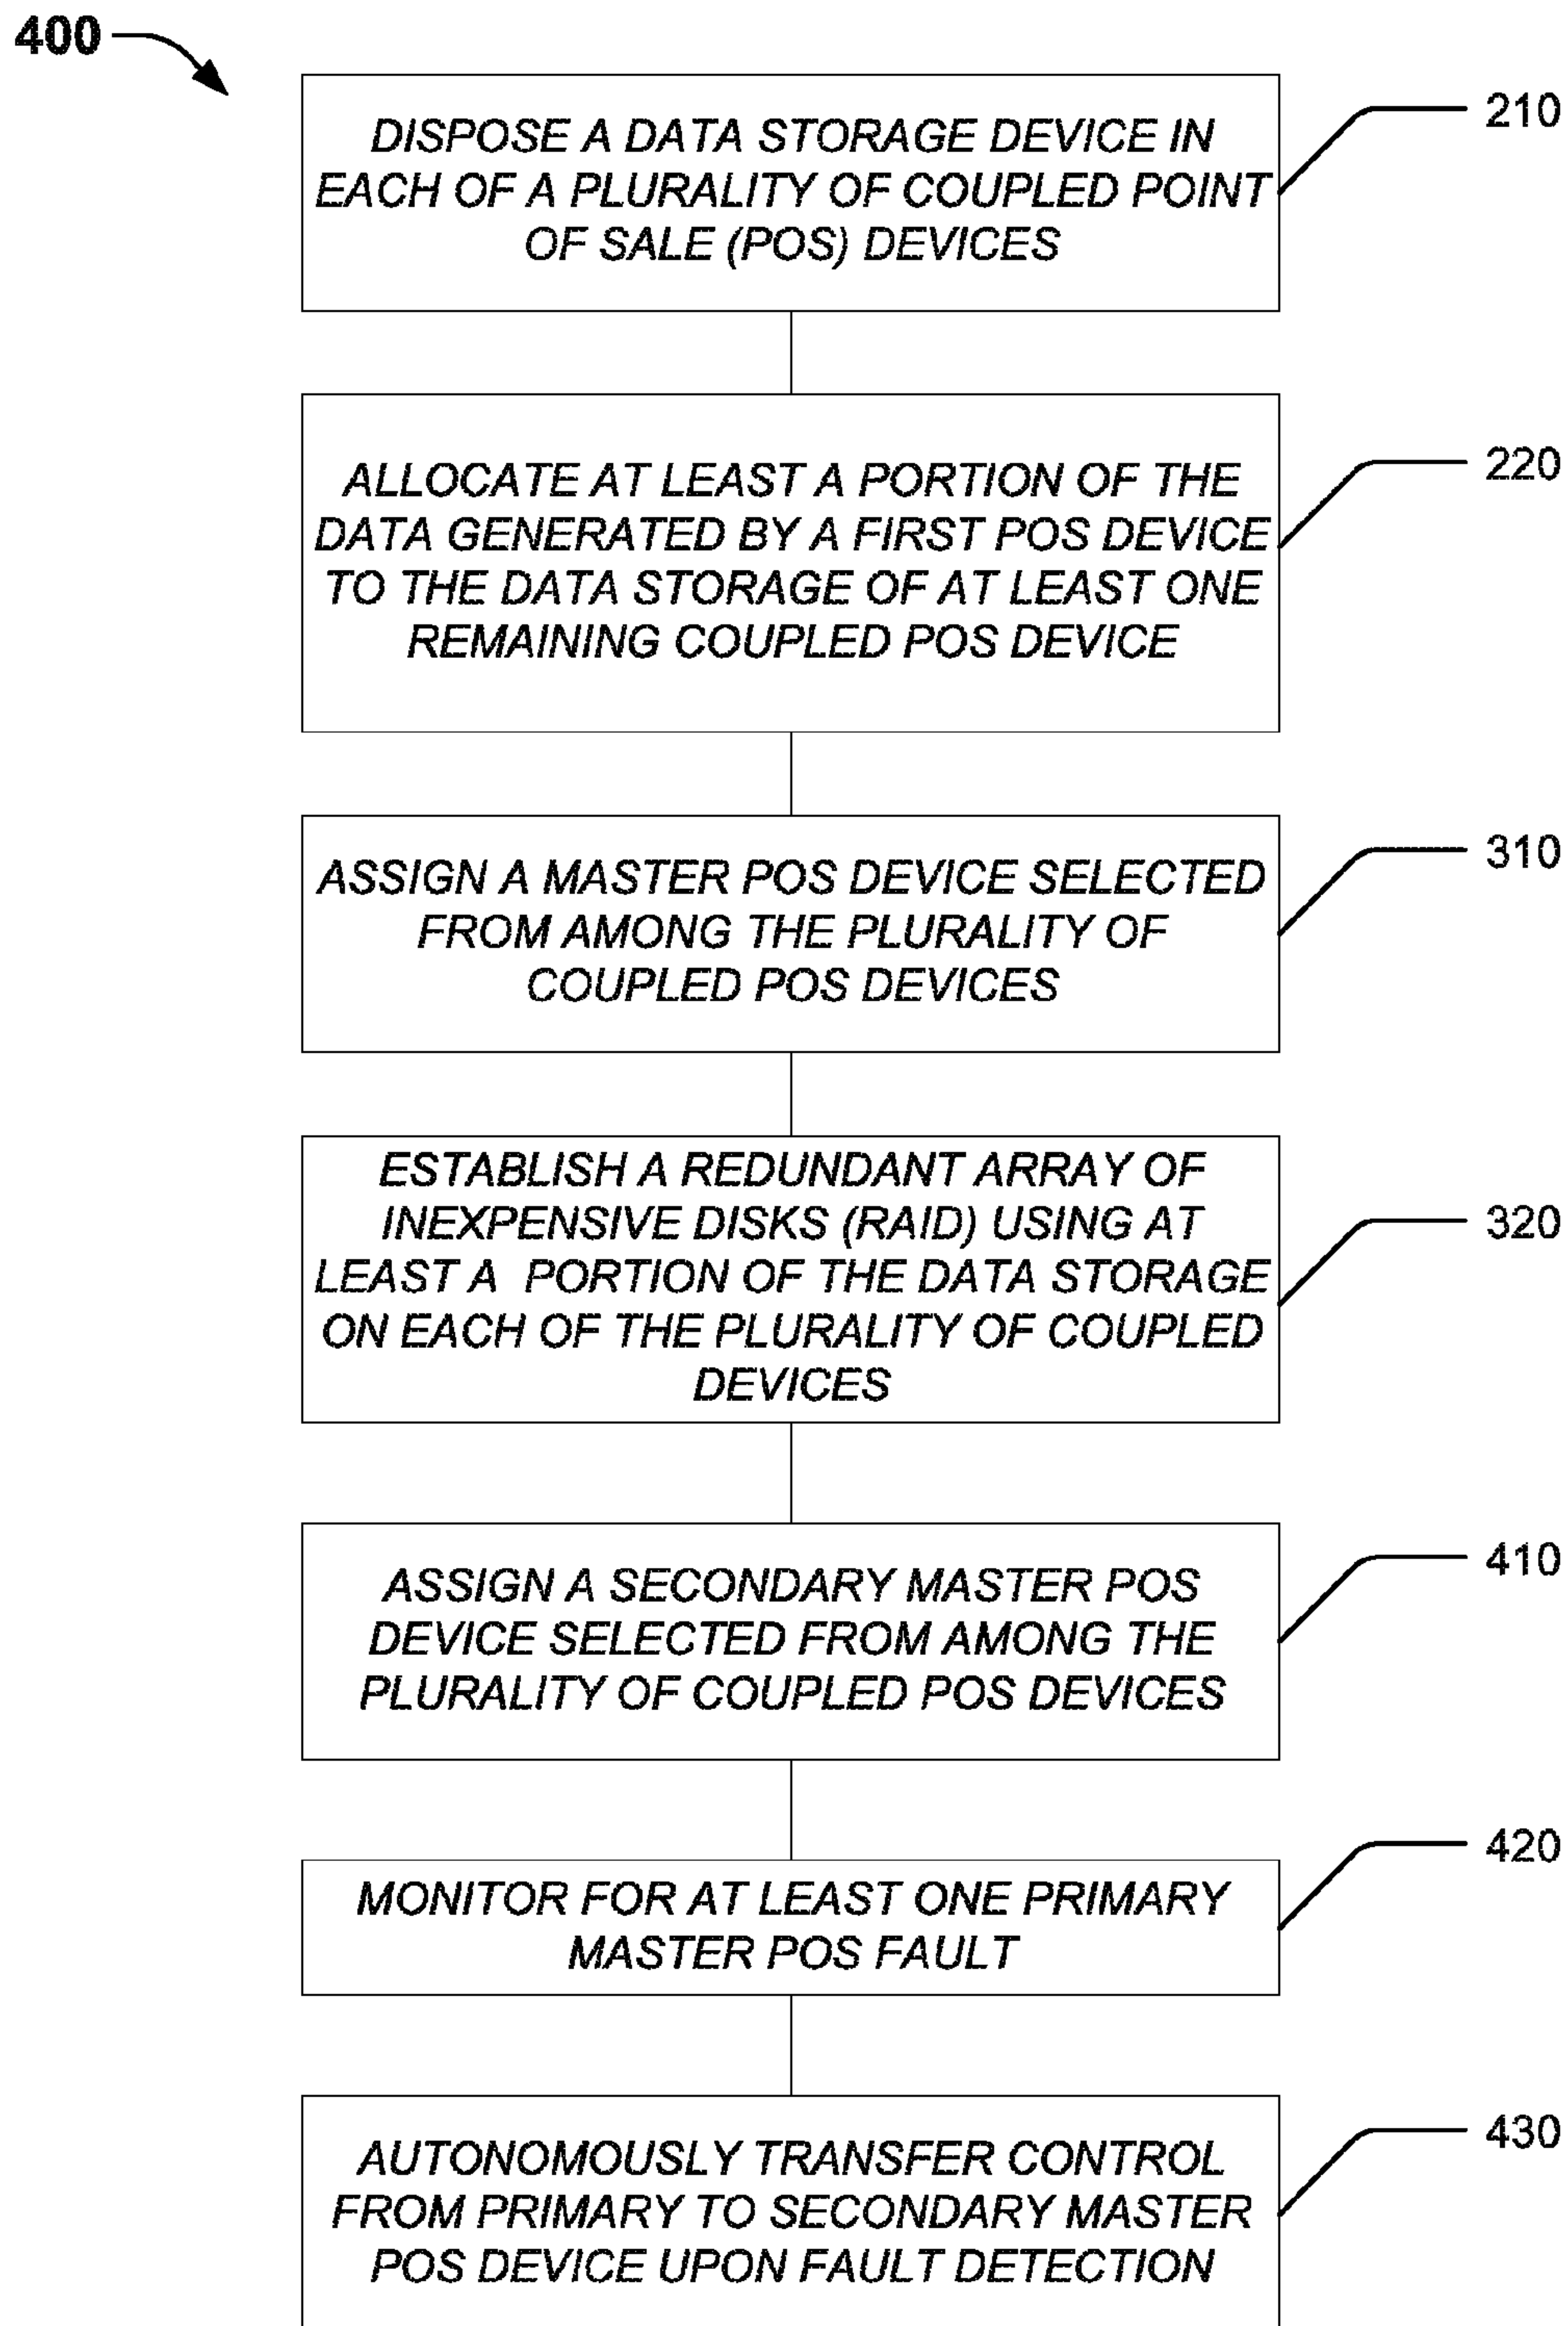 400
DISPOSE A DATA STORAGE DEVICE IN
EACH OF A PLURALITY OF COUPLED POINT
OF SALE (POS) DEVICES
210
ALLOCATE AT LEAST A PORTION OF THE
DATA GENERATED BY A FIRST POS DEVICE
TO THE DATA STORAGE OF AT LEAST ONE
REMAINING COUPLED POS DEVICE
220
ASSIGN A MASTER POS DEVICE SELECTED
FROM AMONG THE PLURALITY OF
COUPLED POS DEVICES
310
ESTABLISH A REDUNDANT ARRAY OF
INEXPENSIVE DISKS (RAID) USING AT
LEAST A PORTION OF THE DATA STORAGE
ON EACH OF THE PLURALITY OF COUPLED
DEVICES
320
ASSIGN A SECONDARY MASTER POS
DEVICE SELECTED FROM AMONG THE
PLURALITY OF COUPLED POS DEVICES
410
MONITOR FOR AT LEAST ONE PRIMARY
MASTER POS FAULT
420
AUTONOMOUSLY TRANSFER CONTROL
FROM PRIMARY TO SECONDARY MASTER
POS DEVICE UPON FAULT DETECTION
430